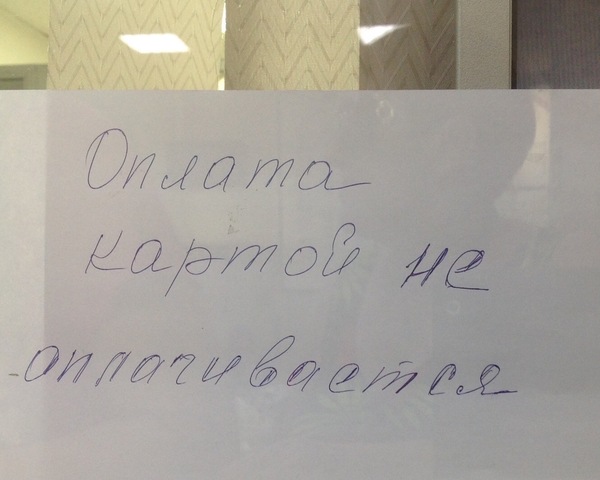 Оплата
картой не
оплачивается